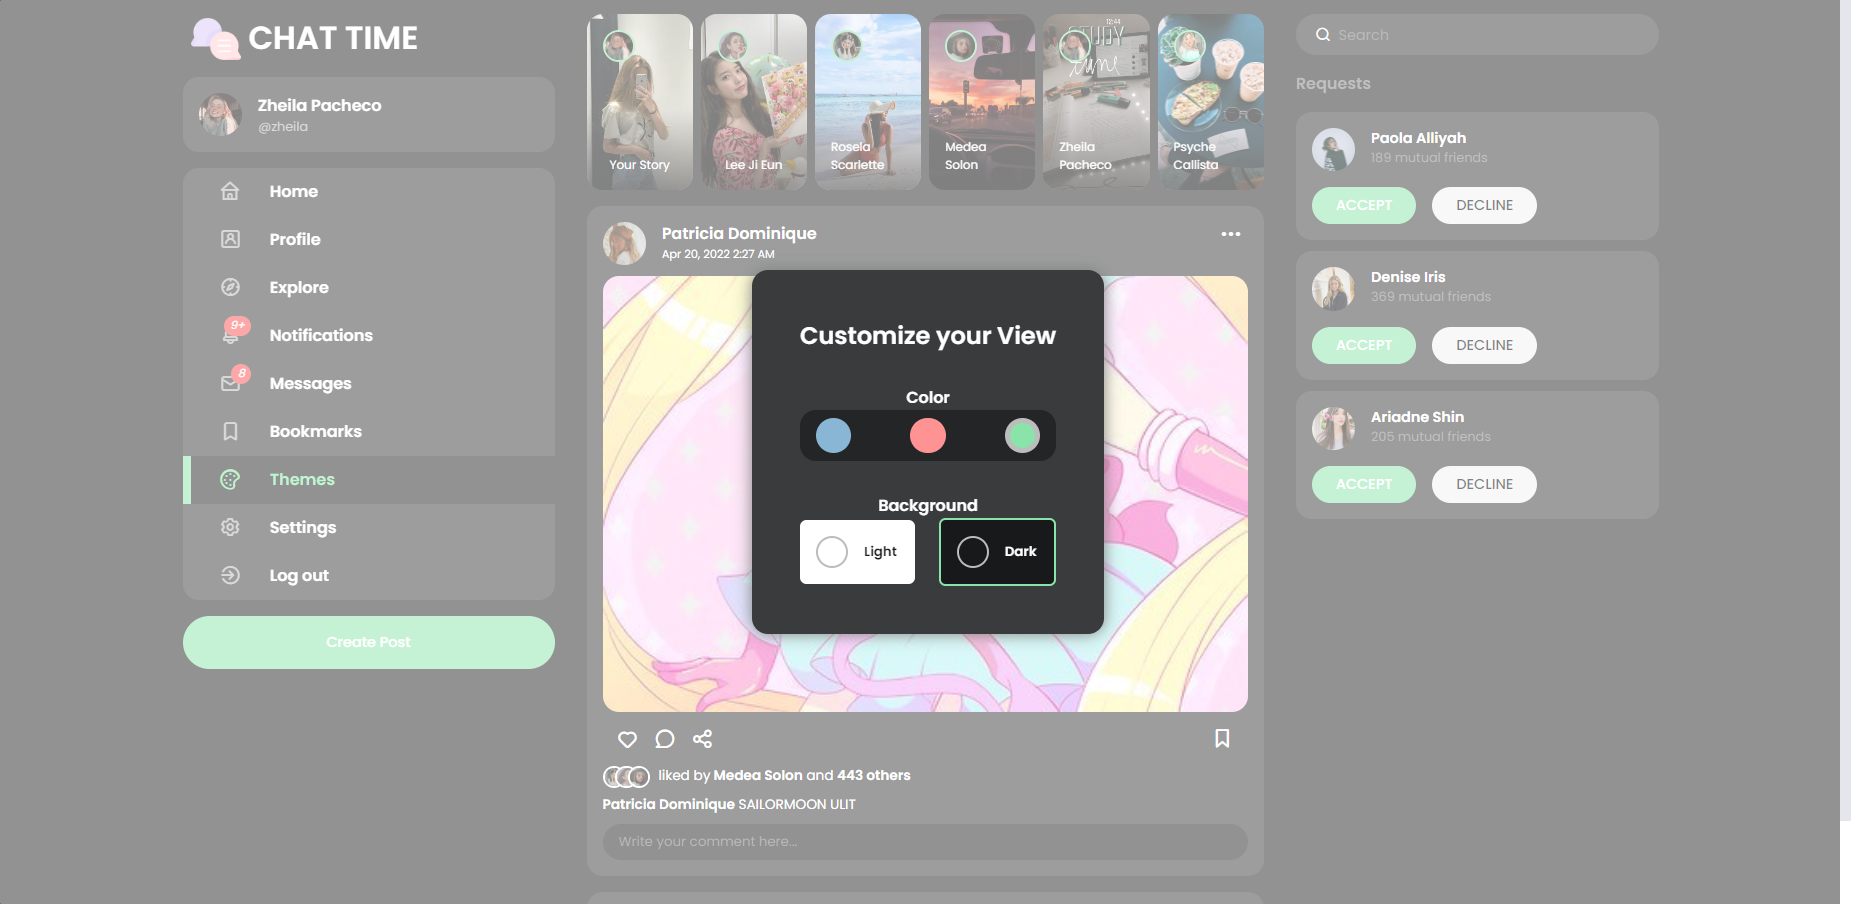 CHAT TIME
Zheila Pacheco
@zheila
Home
Profile
Explore
9+
Notifications
8
Messages
Bookmarks
Themes
Settings
Log out
Create Post
Your Story
Lee Ji Eun
Rosela
Scarlette
Medea
Solon
12:44
STUDY
time
Zheila
Pacheco
Psyche
Callista
Patricia Dominique
Apr 20, 2022 2:27 AM
Customize your View
Color
Background
Light
Dark
liked by Medea Solon and 443 others
Patricia Dominique SAILORMOON ULIT
Write your comment here...
Search
Requests
Paola Alliyah
189 mutual friends
ACCEPT
DECLINE
Denise Iris
369 mutual friends
ACCEPT
DECLINE
Ariadne Shin
205 mutual friends
ACCEPT
DECLINE